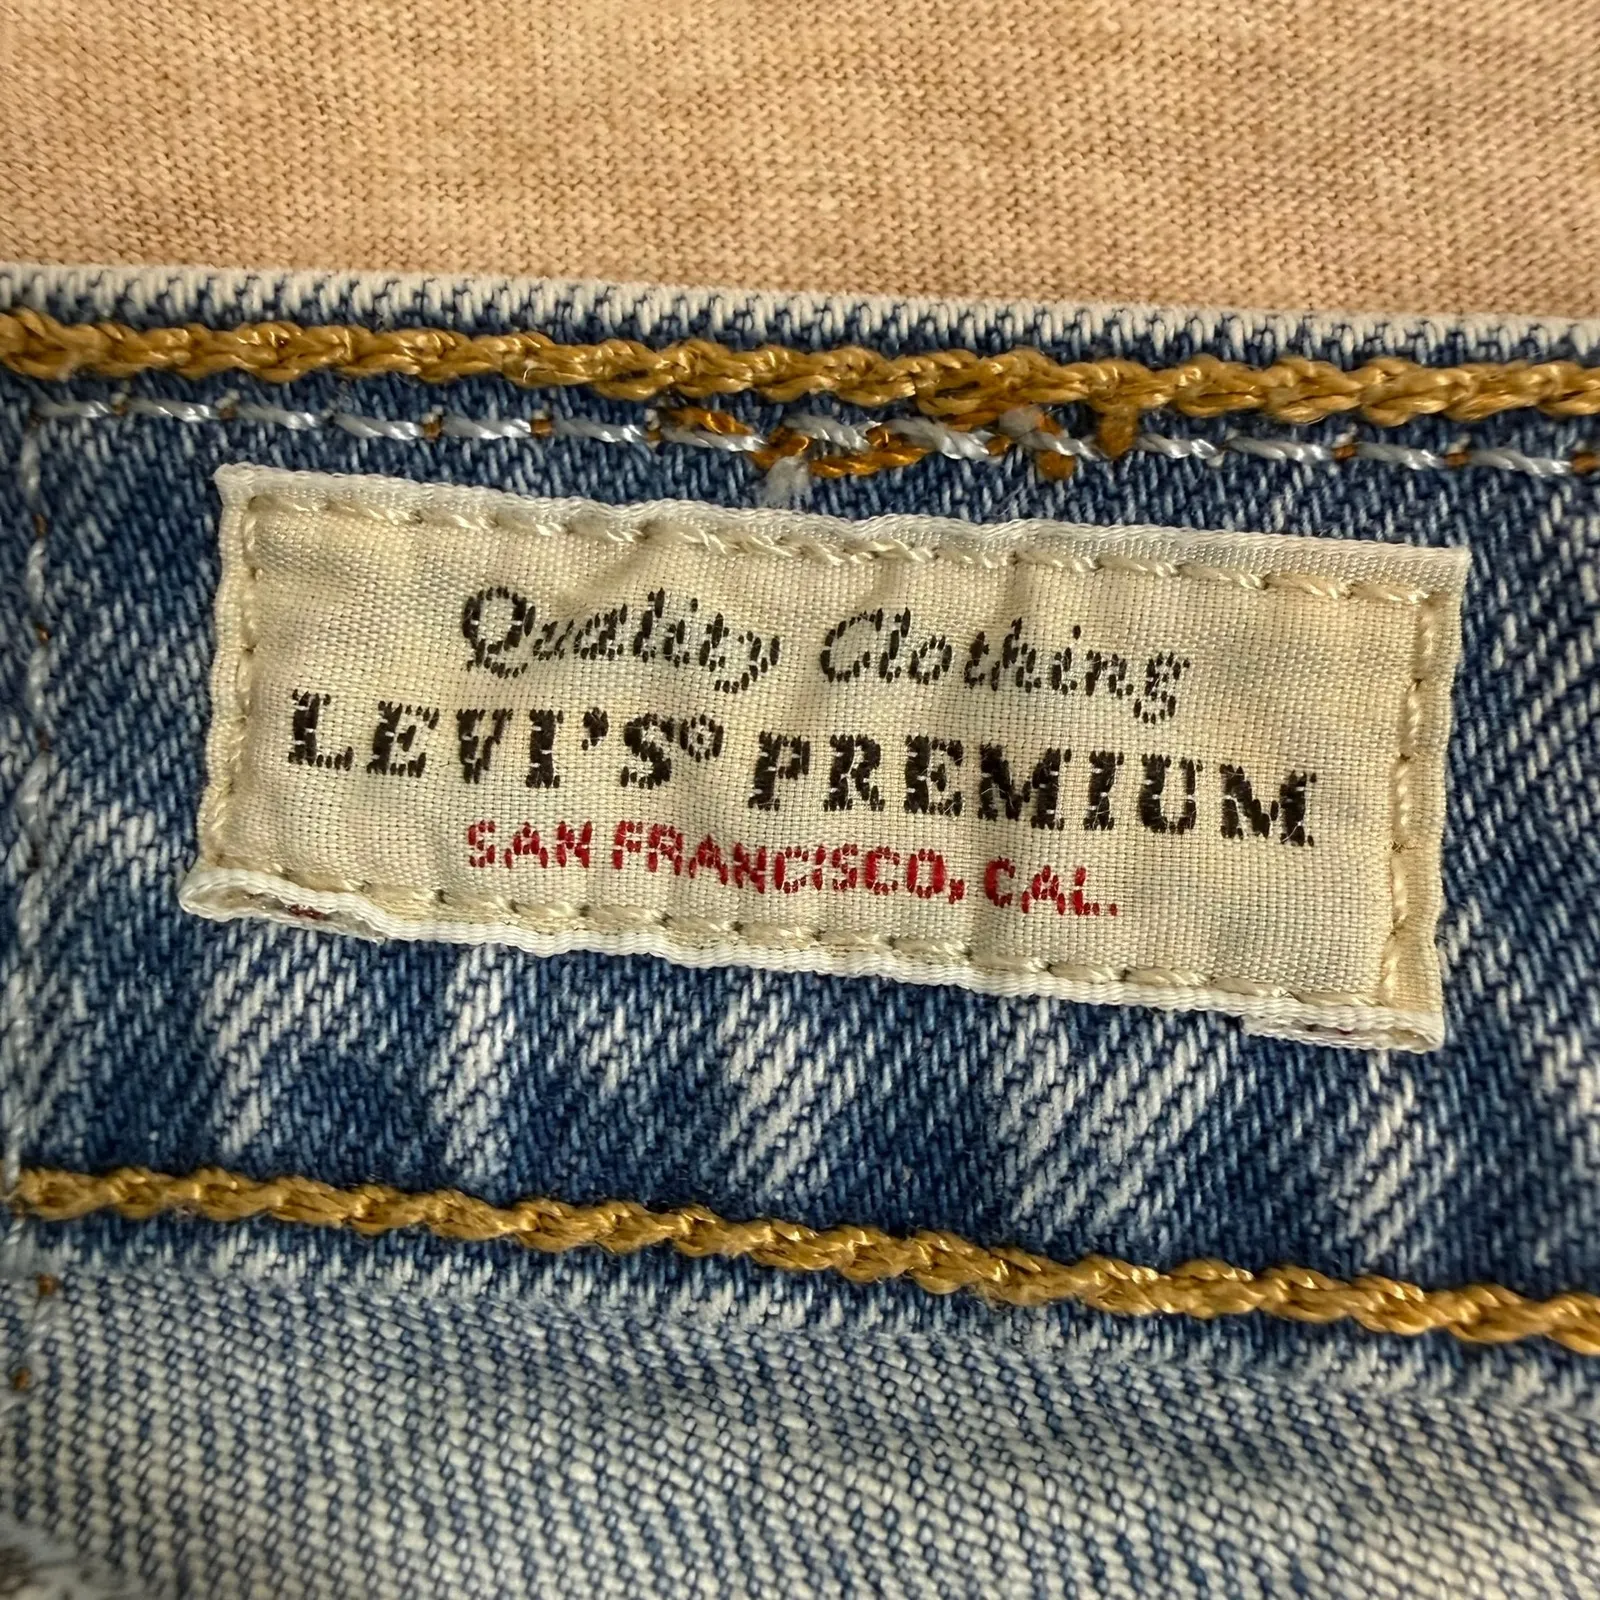 Quality Clothing
LEVI'S® PREMIUM
SAN FRANCISCO, CAL.